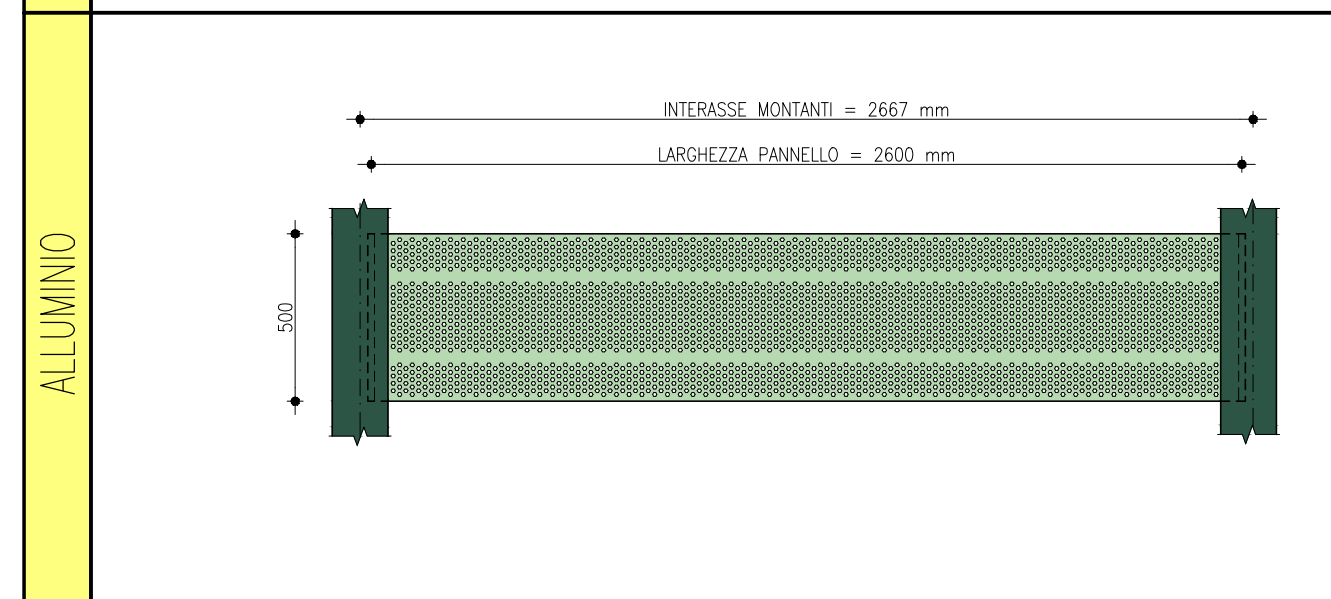 INTERASSE MONTANTI = 2667 mm
LARGHEZZA PANNELLO = 2600 mm
500
ALLUMINIO